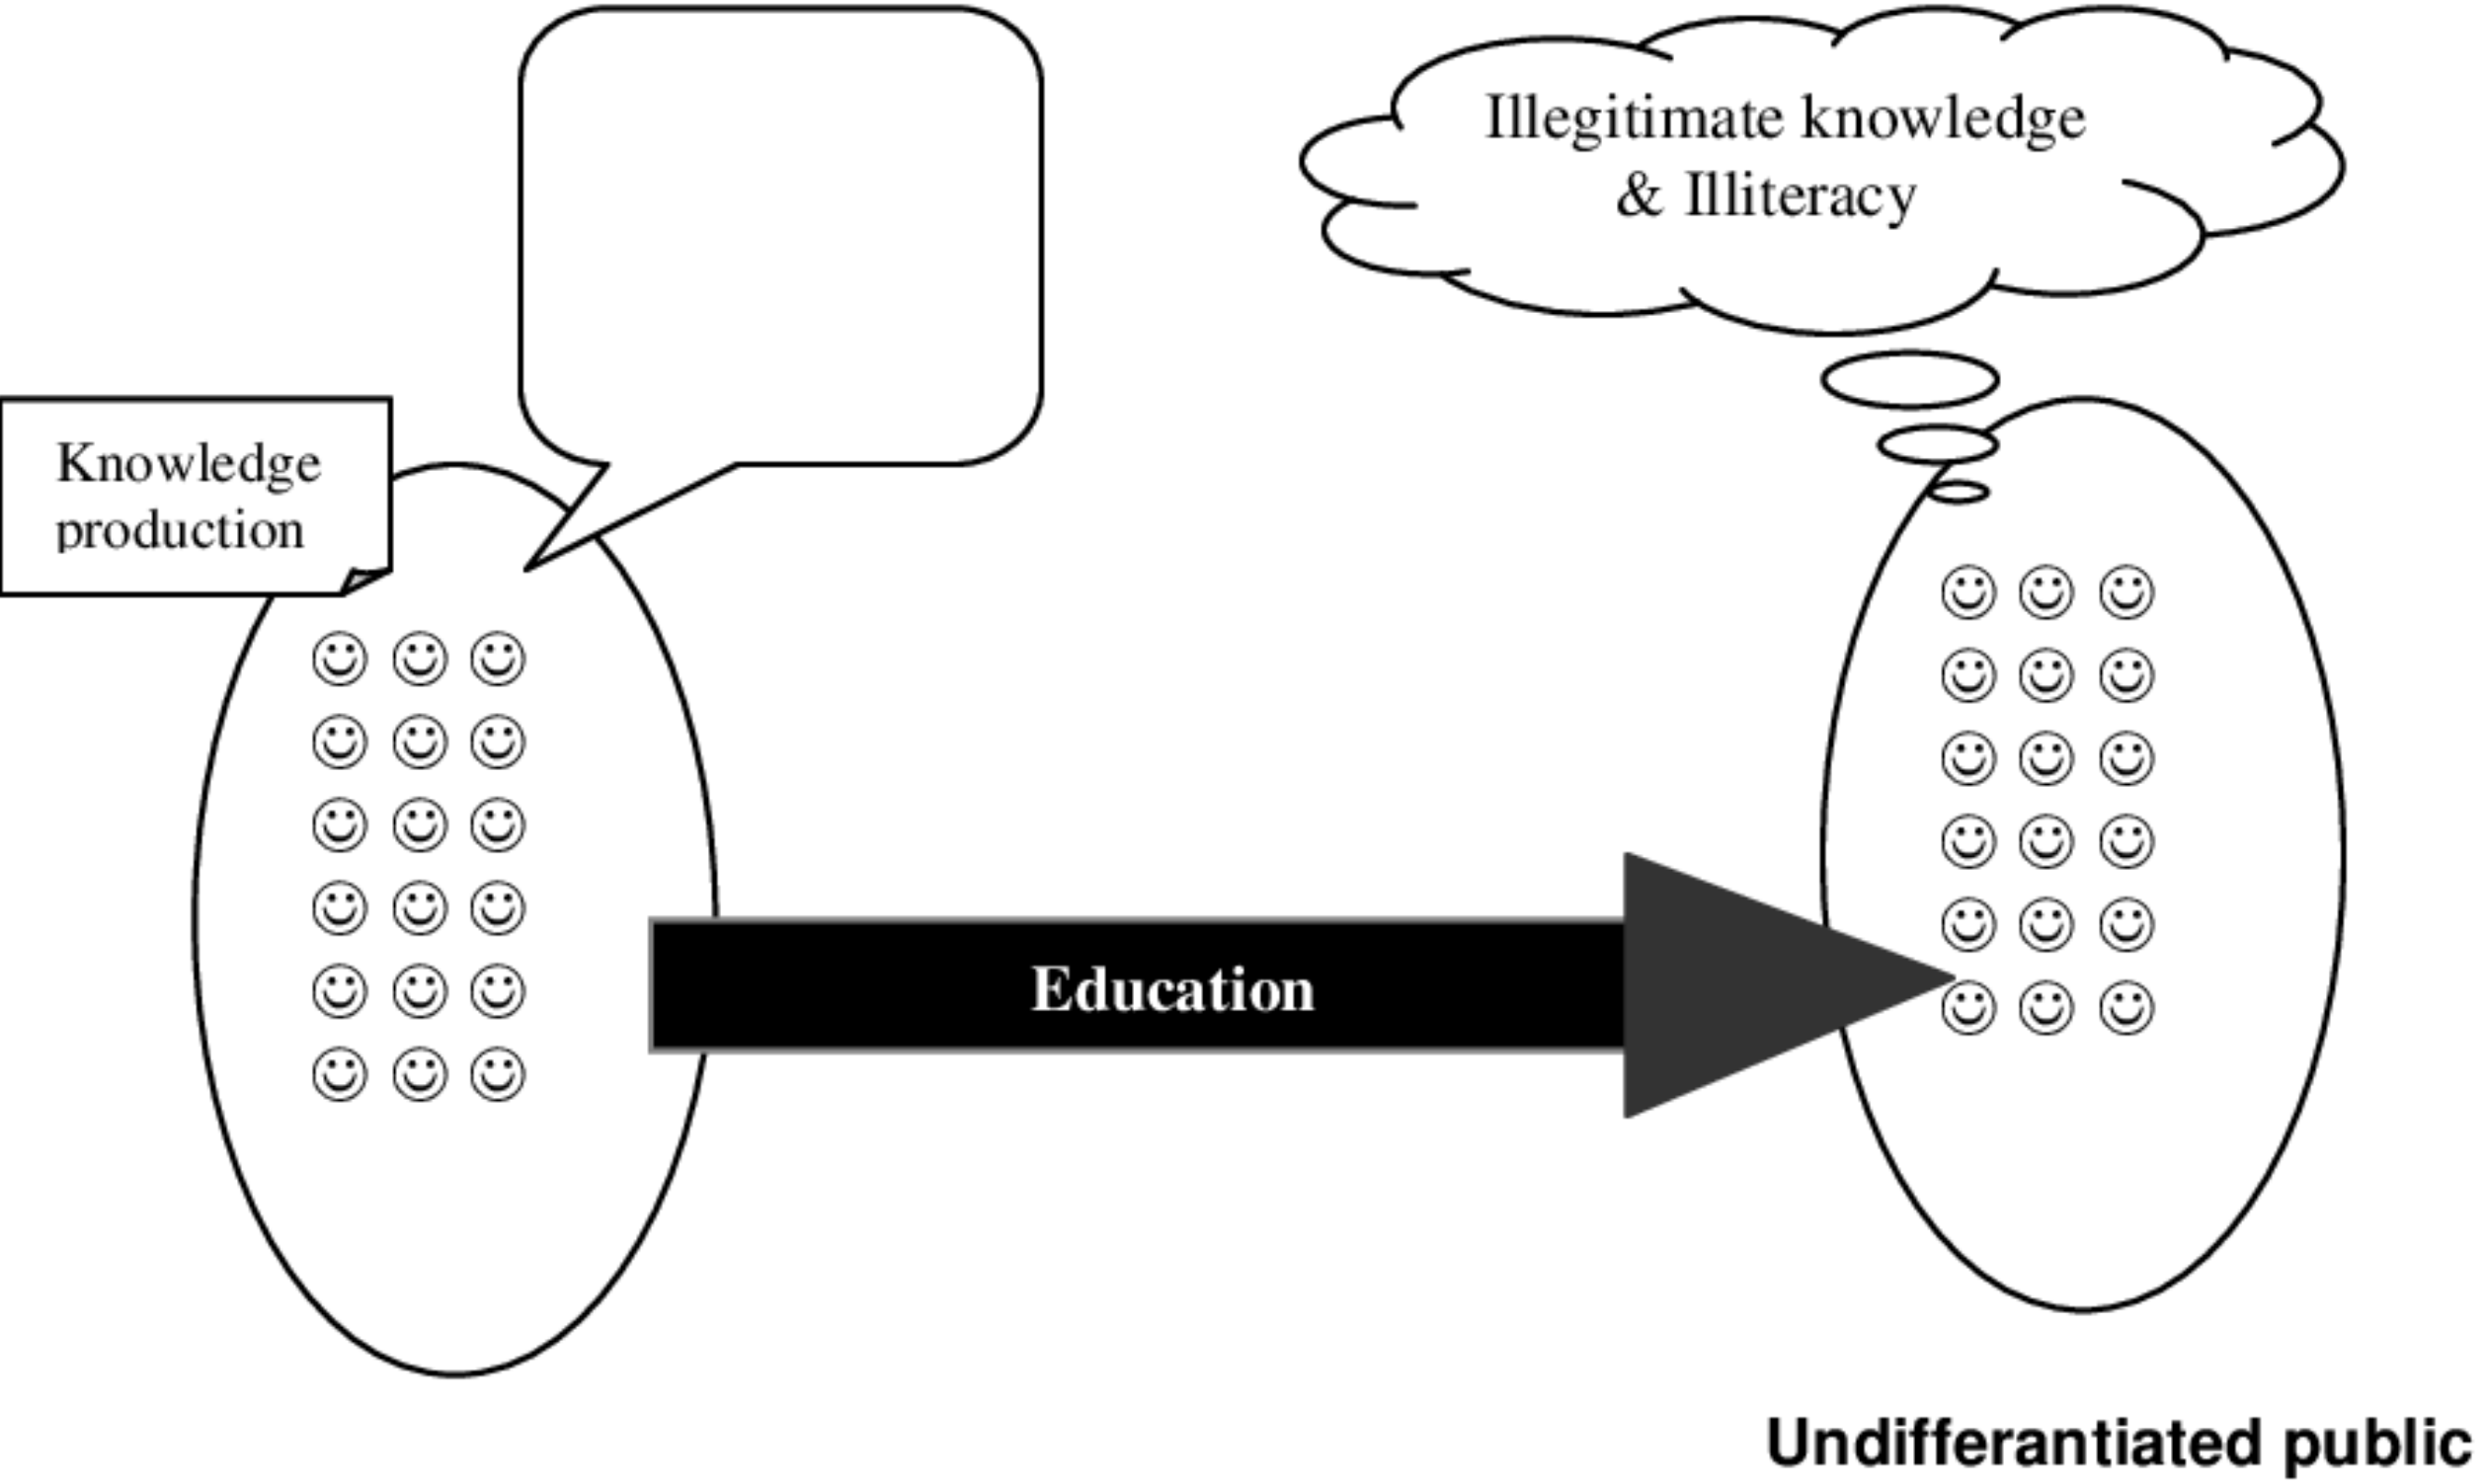 Illegitimate knowledge
& Illiteracy
Knowledge
production
Education
Undifferantiated public